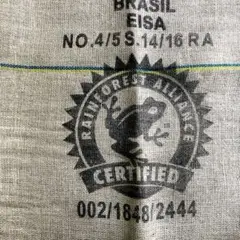 BRASIL
EISA
NO.4/5 S.14/16 RA
RAINFOREST ALLIANCE
CERTIFIED
002/1848/2444